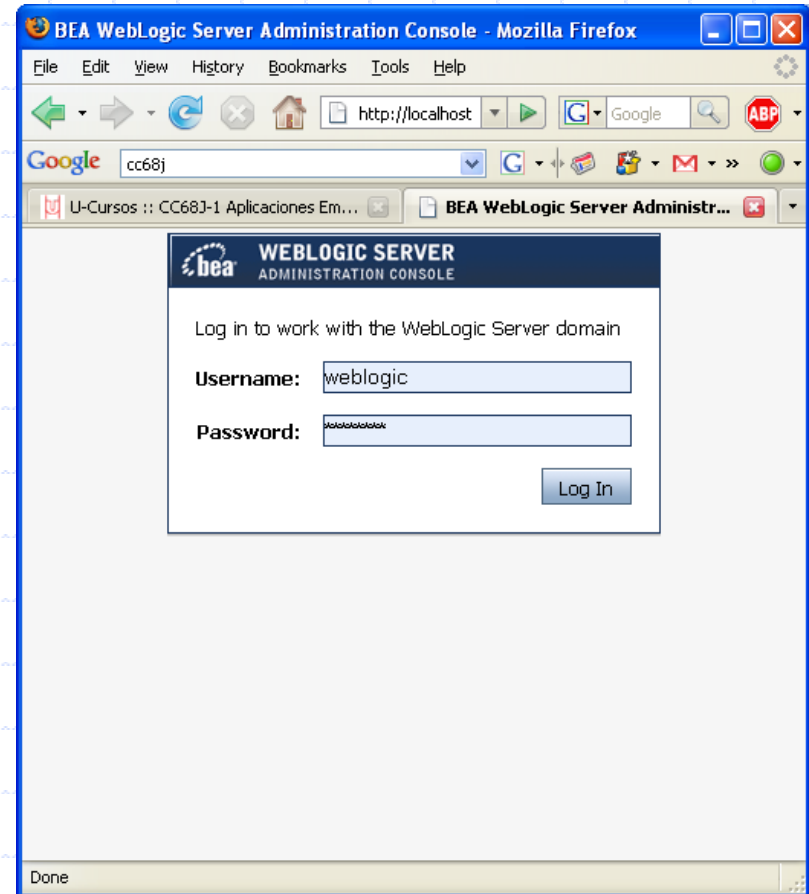 BEA WebLogic Server Administration Console - Mozilla Firefox
File Edit View History Bookmarks Tools Help
http://localhost G Google ABP
Google cc68j G M »
U-Cursos :: CC68J-1 Aplicaciones Em... BEA WebLogic Server Administr...
bea WEBLOGIC SERVER
ADMINISTRATION CONSOLE
Log in to work with the WebLogic Server domain
Username: weblogic
Password: *********
Log In
Done